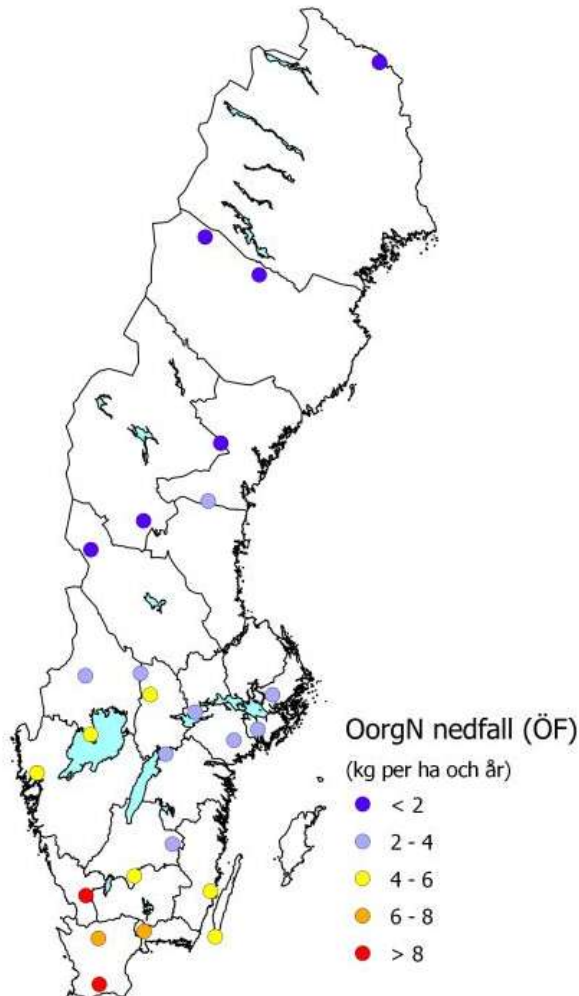 OorgN nedfall (ÖF)
(kg per ha och år)
< 2
2 - 4
4 - 6
6 - 8
> 8